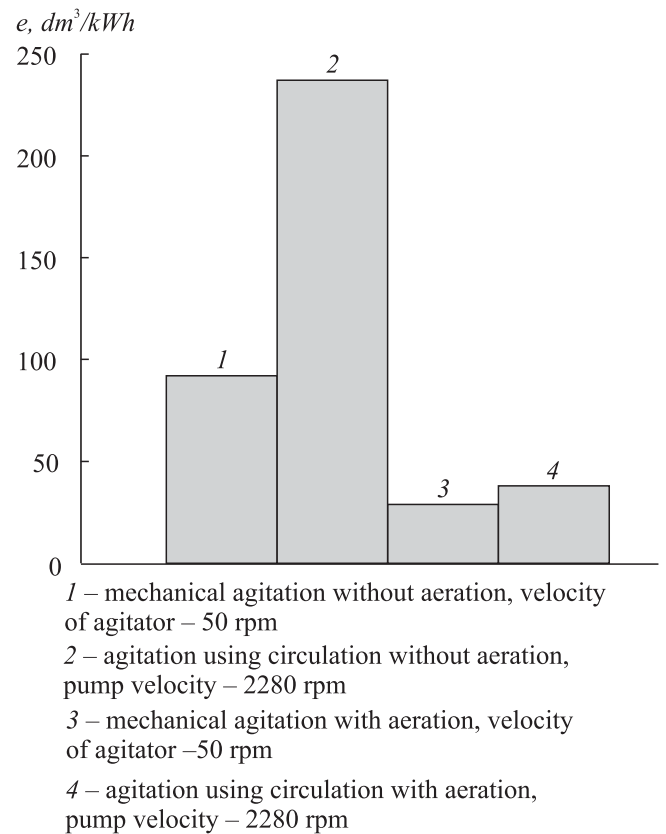 e, dm³/kWh
250
2
200
150
100
1
50
4
3
0
1 – mechanical agitation without aeration, velocity
of agitator – 50 rpm
2 – agitation using circulation without aeration,
pump velocity – 2280 rpm
3 – mechanical agitation with aeration, velocity
of agitator –50 rpm
4 – agitation using circulation with aeration,
pump velocity – 2280 rpm